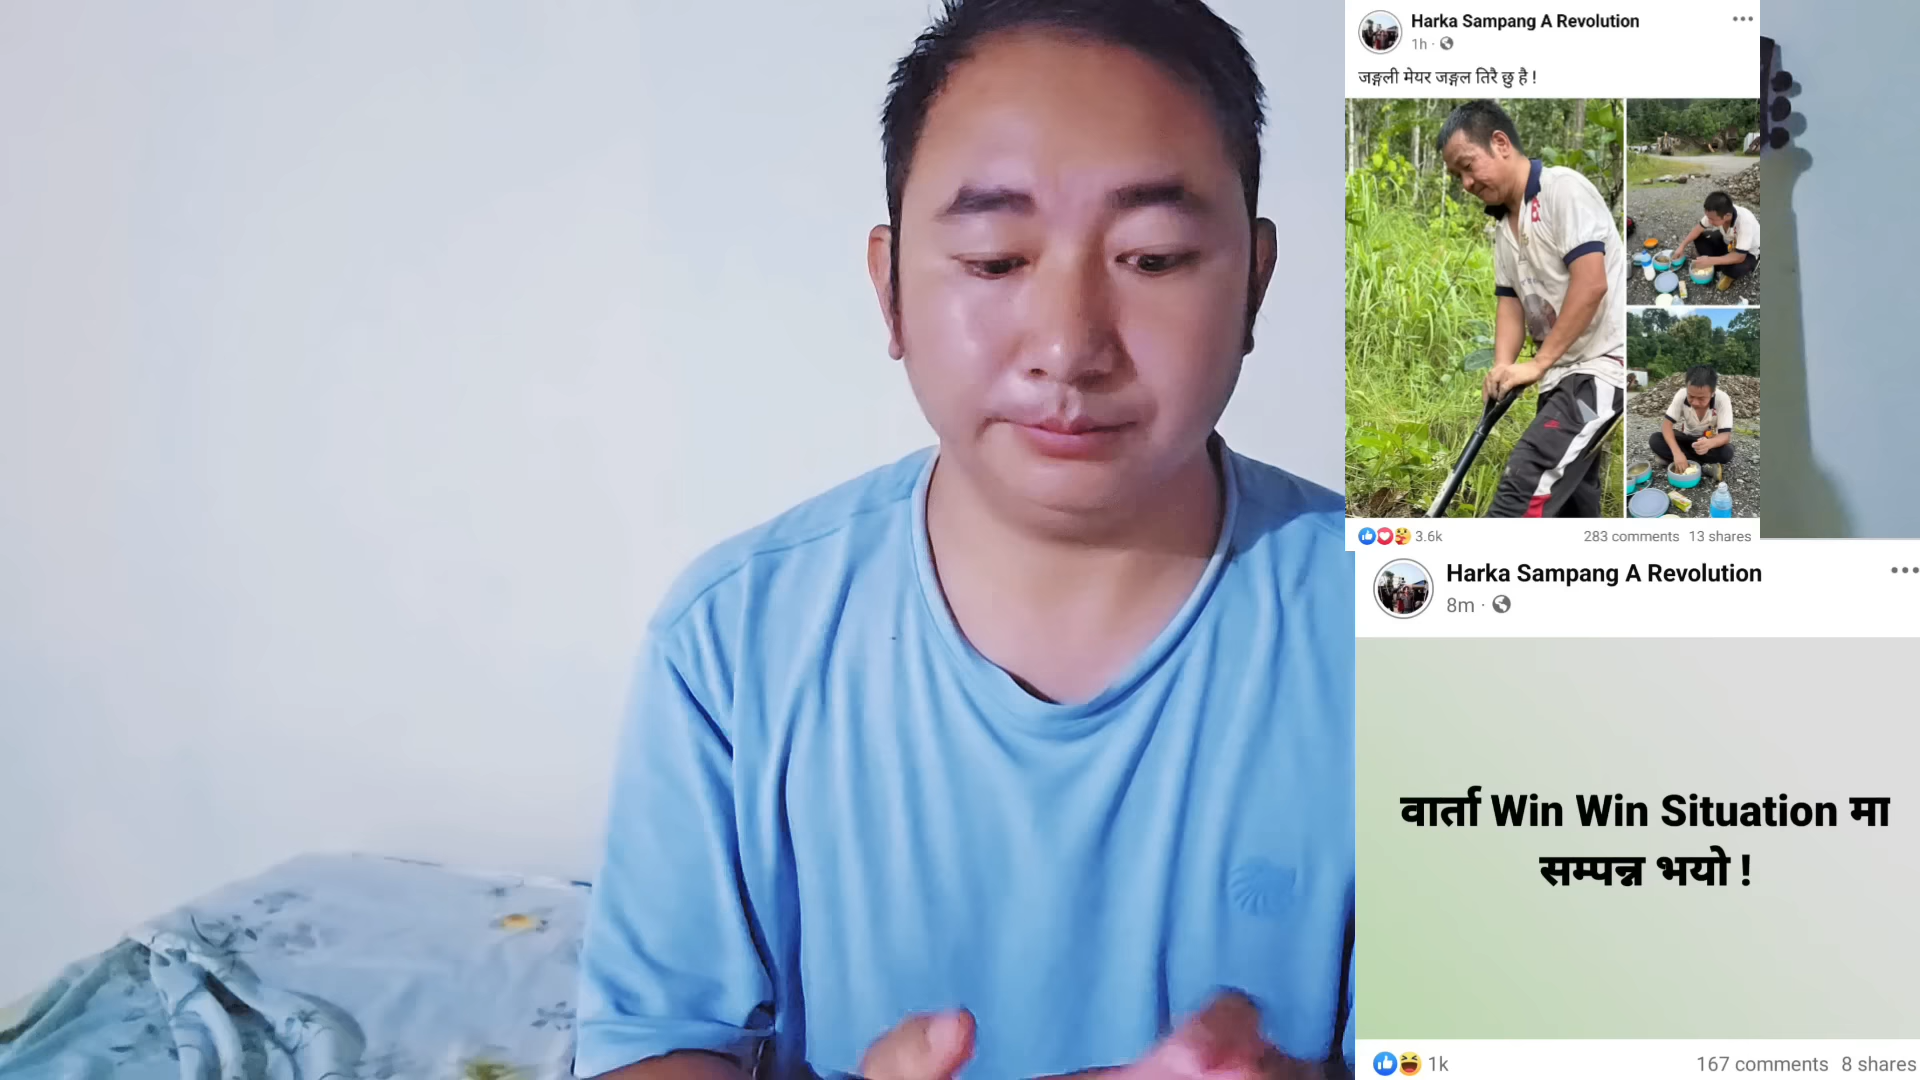 Harka Sampang A Revolution
1h ·
जङ्गली मेयर जङ्गल तिरै छु है !
3.6k
283 comments 13 shares
Harka Sampang A Revolution
8m ·
वार्ता Win Win Situation मा
सम्पन्न भयो !
1k
167 comments 8 shares